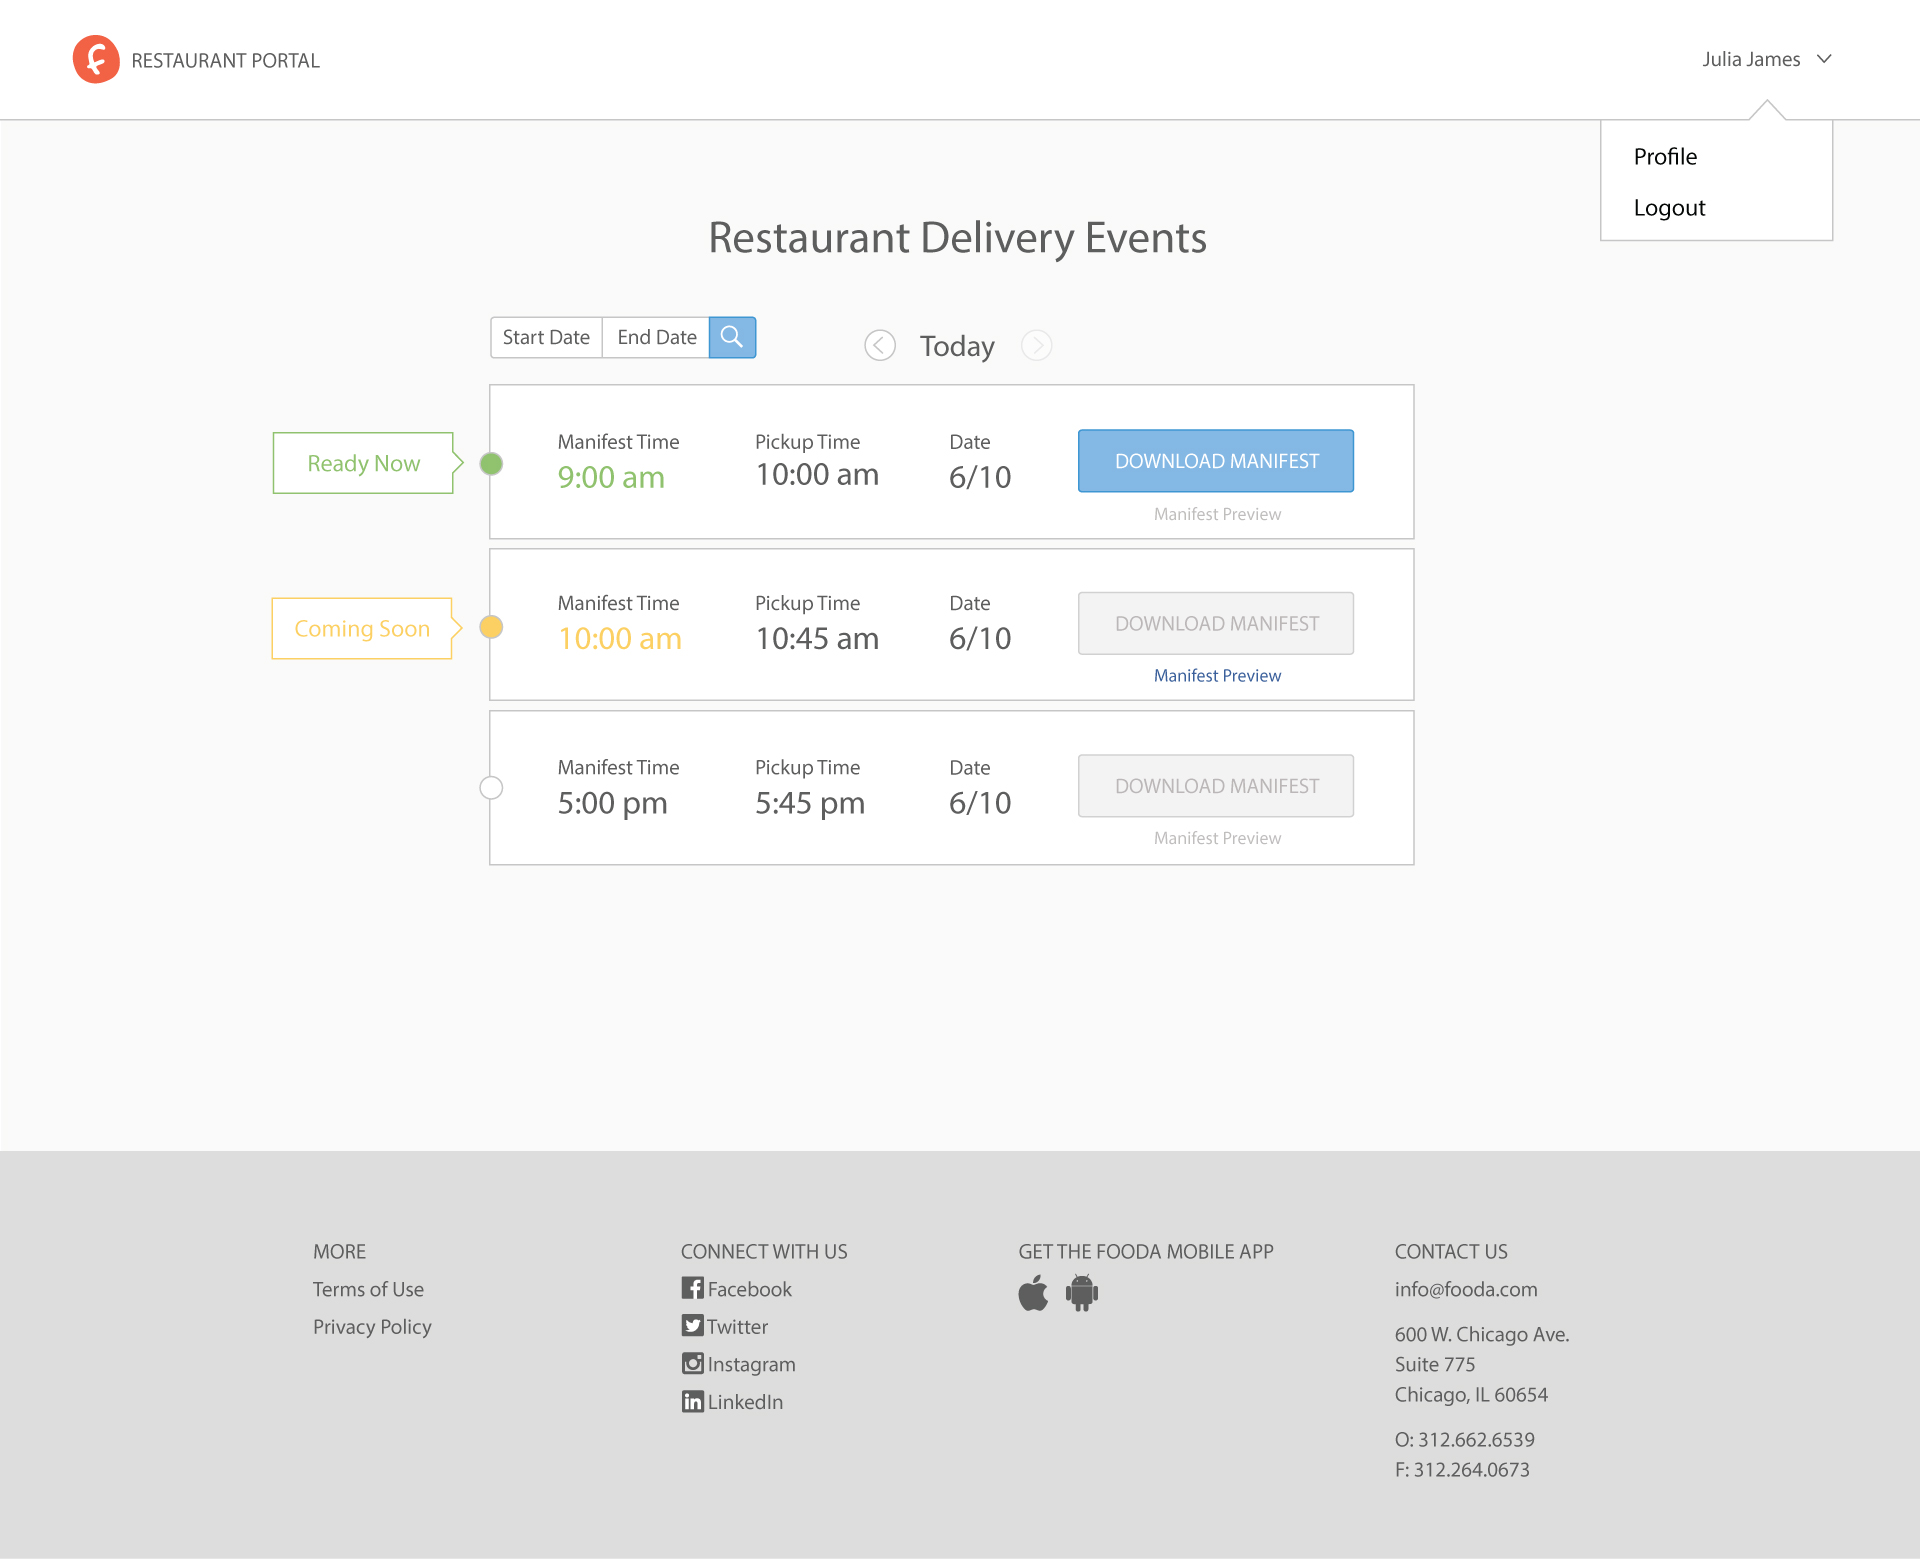 RESTAURANT PORTAL
Julia James
Profile
Logout
Restaurant Delivery Events
Start Date
End Date
Today
Ready Now
Manifest Time
9:00 am
Pickup Time
10:00 am
Date
6/10
DOWNLOAD MANIFEST
Manifest Preview
Coming Soon
Manifest Time
10:00 am
Pickup Time
10:45 am
Date
6/10
DOWNLOAD MANIFEST
Manifest Preview
Manifest Time
5:00 pm
Pickup Time
5:45 pm
Date
6/10
DOWNLOAD MANIFEST
Manifest Preview
MORE
Terms of Use
Privacy Policy
CONNECT WITH US
Facebook
Twitter
Instagram
LinkedIn
GET THE FOODA MOBILE APP
CONTACT US
info@fooda.com
600 W. Chicago Ave.
Suite 775
Chicago, IL 60654
O: 312.662.6539
F: 312.264.0673